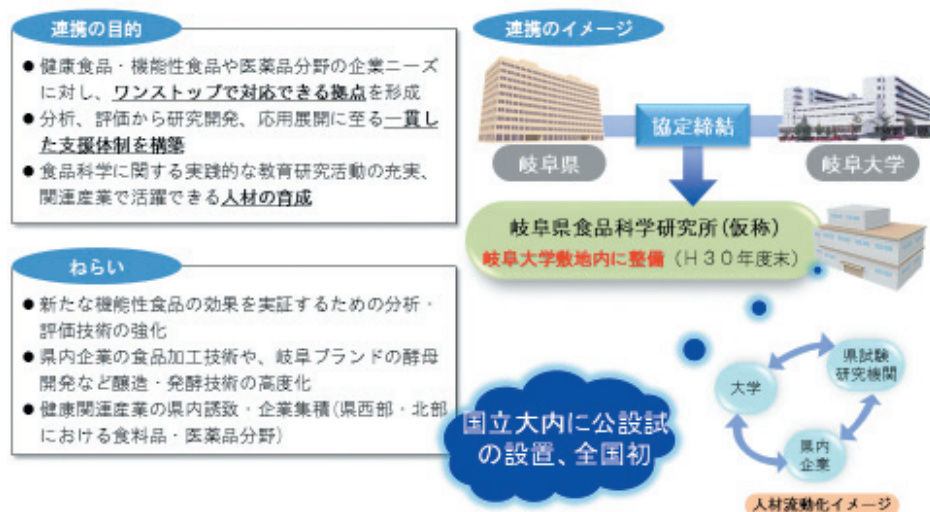 連携の目的
●健康食品・機能性食品や医薬品分野の企業ニーズ
に対し、ワンストップで対応できる拠点を形成
●分析、評価から研究開発、応用展開に至る一貫し
た支援体制を構築
●食品科学に関する実践的な教育研究活動の充実、
関連産業で活躍できる人材の育成
ねらい
●新たな機能性食品の効果を実証するための分析・
評価技術の強化
●県内企業の食品加工技術や、岐阜ブランドの酵母
開発など醸造・発酵技術の高度化
●健康関連産業の県内誘致・企業集積(県西部・北部
における食料品・医薬品分野)
連携のイメージ
協定締結
岐阜県
岐阜大学
岐阜県食品科学研究所(仮称)
岐阜大学敷地内に整備（H30年度末）
国立大内に公設試
の設置、全国初
大学
県試験
研究機関
県内
企業
人材流動化イメージ